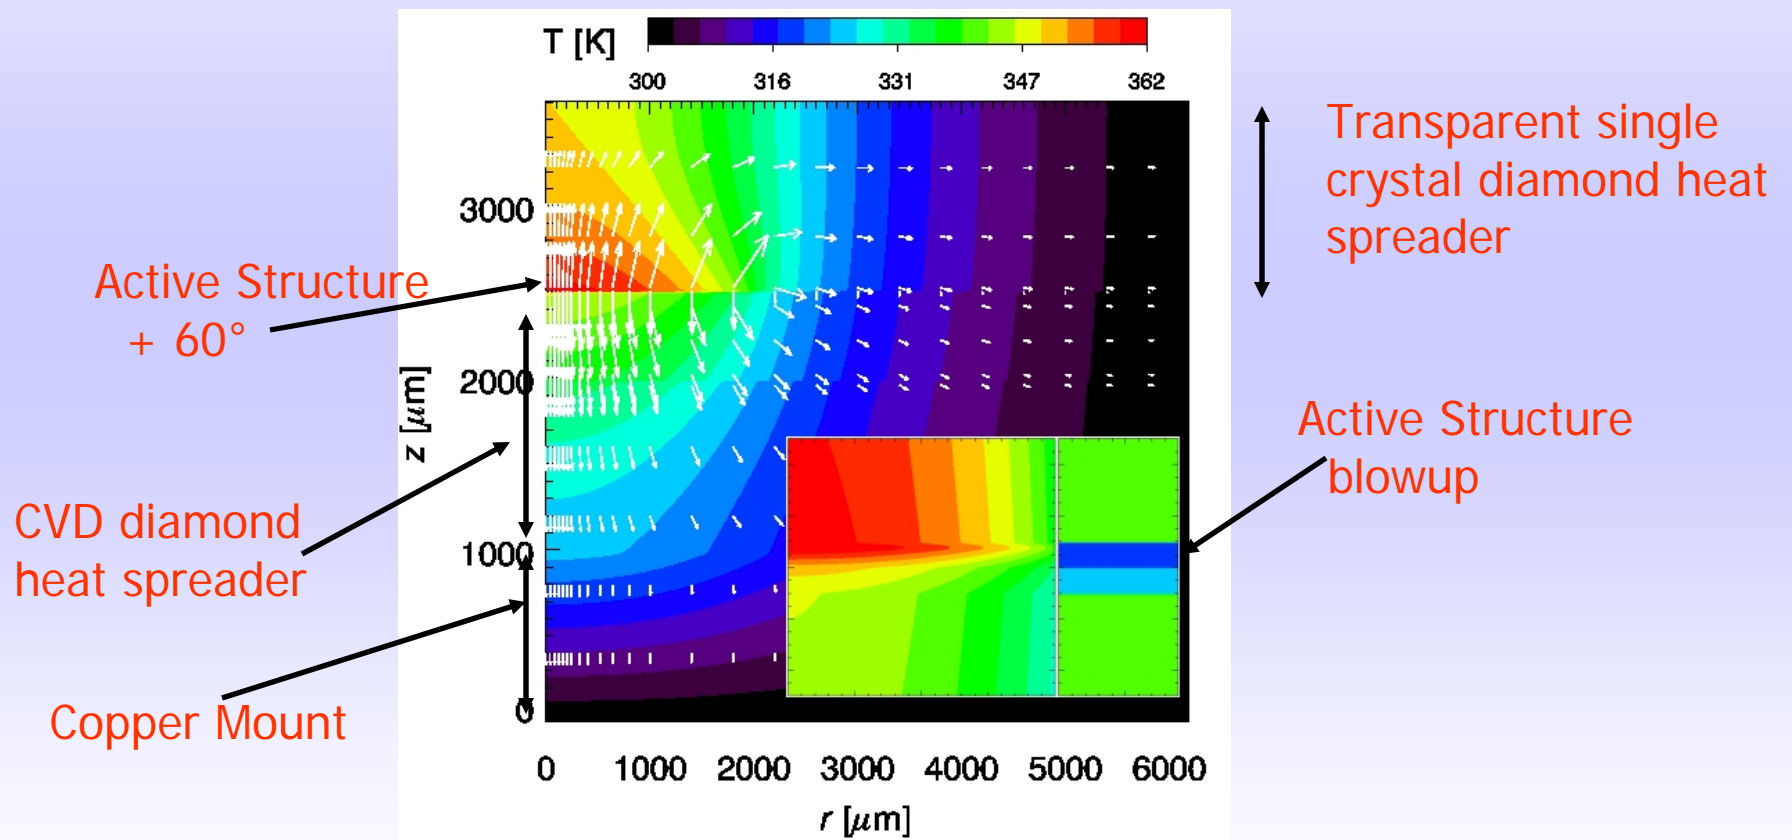 T [K]
300 316 331 347 362
Transparent single
crystal diamond heat
spreader
3000
Active Structure
+ 60°
2000
z [μm]
Active Structure
blowup
CVD diamond
heat spreader
1000
Copper Mount
0
0 1000 2000 3000 4000 5000 6000
r [μm]